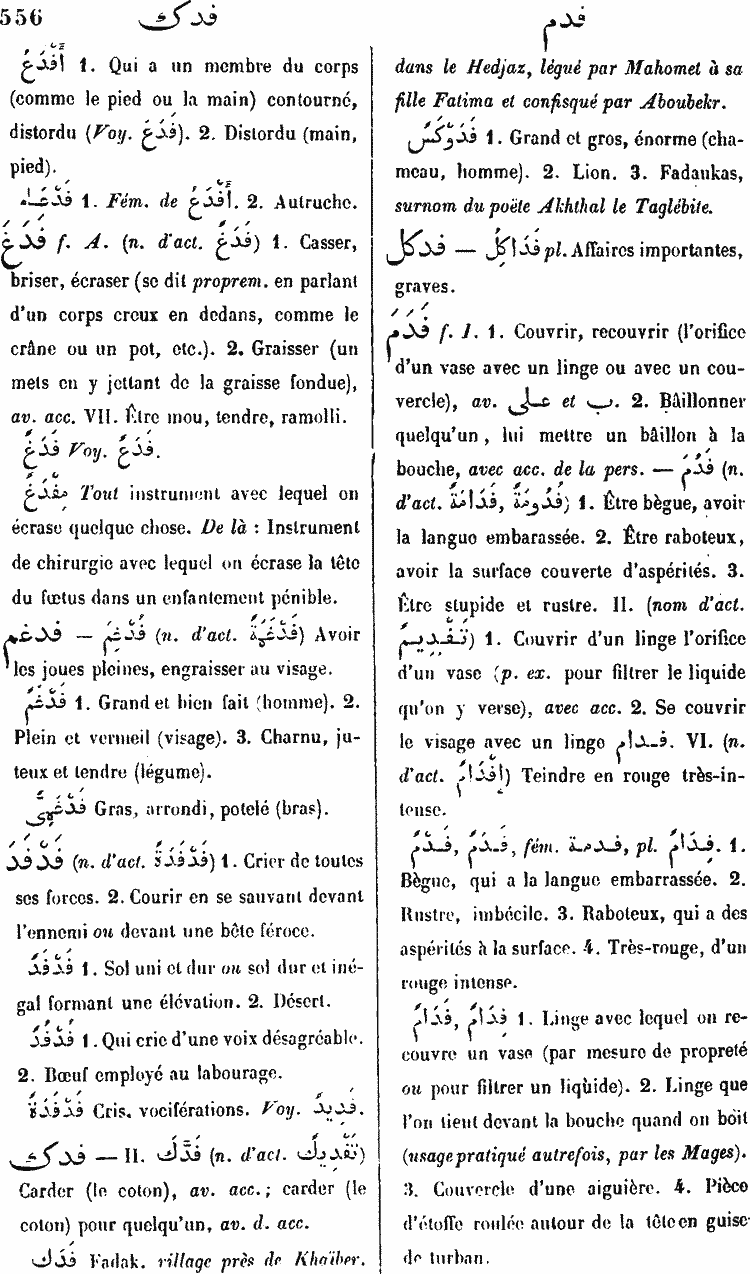 556 فدك فدم
أَفْدَعُ 1. Qui a un membre du corps
(comme le pied ou la main) contourné,
distordu (Voy. فَدَعَ). 2. Distordu (main,
pied).
فَدْعَاء 1. Fém. de أَفْدَعُ. 2. Autruche.
فَدَغَ f. A. (n. d'act. فَدْغٌ) 1. Casser,
briser, écraser (se dit proprem. en parlant
d'un corps creux en dedans, comme le
crâne ou un pot, etc.). 2. Graisser (un
mets en y jettant de la graisse fondue),
av. acc. VII. Être mou, tendre, ramolli.
فَدَغٌ Voy. فَدَعٌ.
مِفْدَغٌ Tout instrument avec lequel on
écrase quelque chose. De là : Instrument
de chirurgie avec lequel on écrase la tête
du fœtus dans un enfantement pénible.
فدغم — فَدْغَمَ (n. d'act. فَدْغَمَةٌ) Avoir
les joues pleines, engraisser au visage.
فَدْغَمٌ 1. Grand et bien fait (homme). 2.
Plein et vermeil (visage). 3. Charnu, ju-
teux et tendre (légume).
فَدْغَمِىٌّ Gras, arrondi, potelé (bras).
فَدْفَدَ (n. d'act. فَدْفَدَةٌ) 1. Crier de toutes
ses forces. 2. Courir en se sauvant devant
l'ennemi ou devant une bête féroce.
فَدْفَدٌ 1. Sol uni et dur ou sol dur et iné-
gal formant une élévation. 2. Désert.
فَدْفَدٌ 1. Qui crie d'une voix désagréable.
2. Bœuf employé au labourage.
فَدْفَدَةٌ Cris, vociférations. Voy. فَدِيدٌ.
فدك — II. فَدَّكَ (n. d'act. تَفْدِيكٌ)
Carder (le coton), av. acc.; carder (le
coton) pour quelqu'un, av. d. acc.
فَدَك Fadak, village près de Khaïber,
dans le Hedjaz, légué par Mahomet à sa
fille Fatima et confisqué par Aboubekr.
فَدَوْكَسٌ 1. Grand et gros, énorme (cha-
meau, homme). 2. Lion. 3. Fadaukas,
surnom du poëte Akhthal le Taglébite.
فدكل — فَدَاكِلُ pl. Affaires importantes,
graves.
فَدَمَ f. I. 1. Couvrir, recouvrir (l'orifice
d'un vase avec un linge ou avec un cou-
vercle), av. على et ب. 2. Bâillonner
quelqu'un, lui mettre un bâillon à la
bouche, avec acc. de la pers. — فَدُمَ (n.
d'act. فَدَامَةٌ, فُدُومَةٌ) 1. Être bègue, avoir
la langue embarassée. 2. Être raboteux,
avoir la surface couverte d'aspérités. 3.
Être stupide et rustre. II. (nom d'act.
تَفْدِيمٌ) 1. Couvrir d'un linge l'orifice
d'un vase (p. ex. pour filtrer le liquide
qu'on y verse), avec acc. 2. Se couvrir
le visage avec un linge فدام. VI. (n.
d'act. إِفْدَامٌ) Teindre en rouge très-in-
tense.
فَدْمٌ, فَدِمٌ, fém. فدمة, pl. فِدَامٌ. 1.
Bègue, qui a la langue embarrassée. 2.
Rustre, imbécile. 3. Raboteux, qui a des
aspérités à la surface. 4. Très-rouge, d'un
rouge intense.
فِدَامٌ, فَدَامٌ 1. Linge avec lequel on re-
couvre un vase (par mesure de propreté
ou pour filtrer un liquide). 2. Linge que
l'on tient devant la bouche quand on boit
(usage pratiqué autrefois, par les Mages).
3. Couvercle d'une aiguière. 4. Pièce
d'étoffe roulée autour de la tête en guise
de turban.